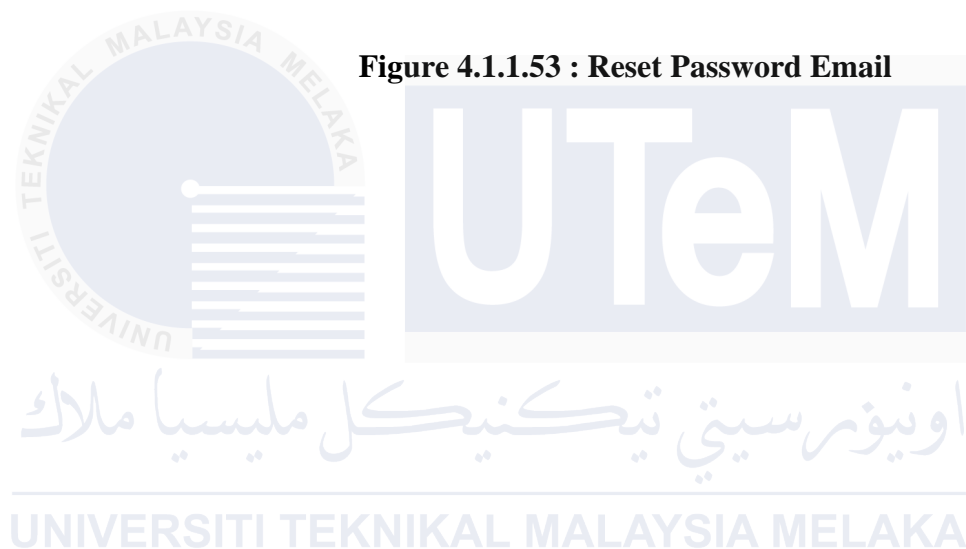 Figure 4.1.1.53 : Reset Password Email
UNIVERSITI TEKNIKAL MALAYSIA MELAKA
UTeM
اونيۏرسيتي تيكنيكل مليسيا ملاك
UNIVERSITI TEKNIKAL MALAYSIA MELAKA